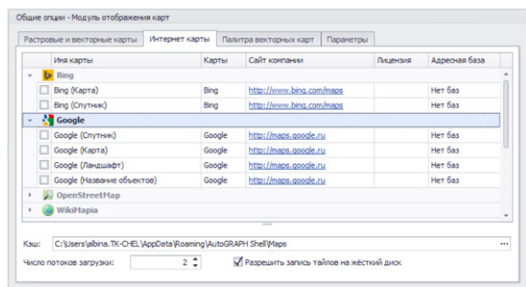 Общие опции - Модуль отображения карт
Растровые и векторные карты Интернет карты Палитра векторных карт Параметры
Имя карты Карты Сайт компании Лицензия Адресная база
Bing
Bing (Карта) Bing http://www.bing.com/maps Нет баз
Bing (Спутник) Bing http://www.bing.com/maps Нет баз
Google
Google (Спутник) Google http://maps.google.ru Нет баз
Google (Карта) Google http://maps.google.ru Нет баз
Google (Ландшафт) Google http://maps.google.ru Нет баз
Google (Название объектов) Google http://maps.google.ru Нет баз
OpenStreetMap
WikiMapia
Кэш: C:\Users\albina.TK-CHEL\AppData\Roaming\AutoGRAPH Shell\Maps ...
Число потоков загрузки: 2 Разрешить запись тайлов на жёсткий диск